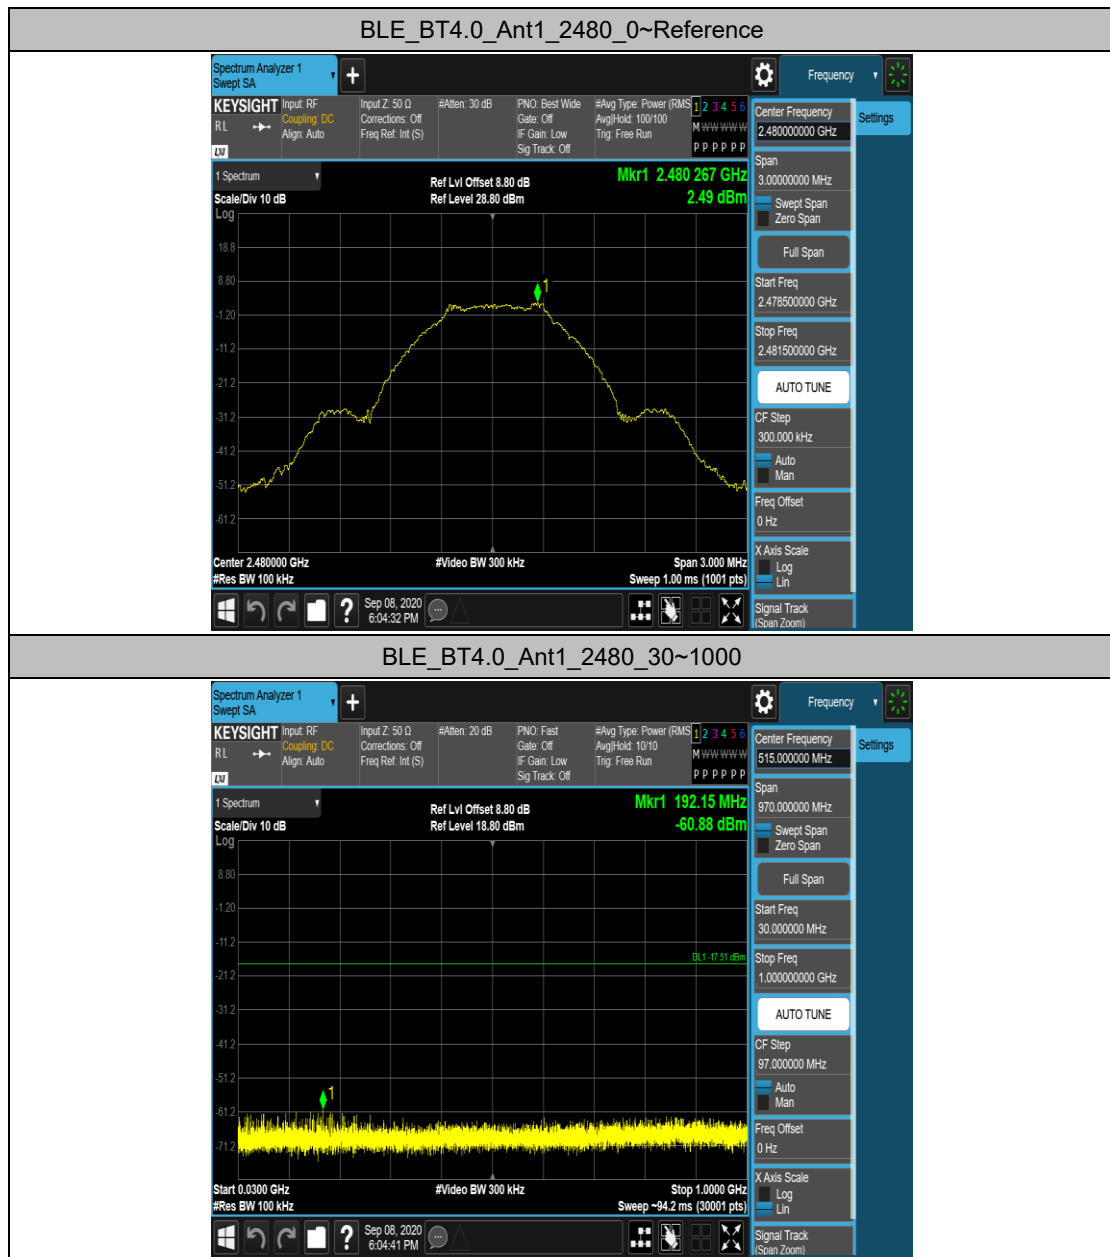 BLE_BT4.0_Ant1_2480_0~Reference
Spectrum Analyzer 1
Swept SA
+
Frequency
KEYSIGHT
RL
LXI
Input: RF
Coupling: DC
Align: Auto
Input Z: 50 Ω
Corrections: Off
Freq Ref: Int (S)
#Atten: 30 dB
PNO: Best Wide
Gate: Off
IF Gain: Low
Sig Track: Off
#Avg Type: Power (RMS
Avg|Hold: 100/100
Trig: Free Run
1 2 3 4 5 6
M W W W W W
P P P P P P
Center Frequency
2.480000000 GHz
Settings
1 Spectrum
Scale/Div 10 dB
Log
Ref Lvl Offset 8.80 dB
Ref Level 28.80 dBm
Mkr1 2.480 267 GHz
2.49 dBm
Span
3.00000000 MHz
Swept Span
Zero Span
Full Span
Start Freq
2.478500000 GHz
Stop Freq
2.481500000 GHz
AUTO TUNE
CF Step
300.000 kHz
Auto
Man
Freq Offset
0 Hz
X Axis Scale
Log
Lin
Signal Track
(Span Zoom)
18.8
8.80
-1.20
-11.2
-21.2
-31.2
-41.2
-51.2
-61.2
1
Center 2.480000 GHz
#Res BW 100 kHz
#Video BW 300 kHz
Span 3.000 MHz
Sweep 1.00 ms (1001 pts)
?
Sep 08, 2020
6:04:32 PM
BLE_BT4.0_Ant1_2480_30~1000
Spectrum Analyzer 1
Swept SA
+
Frequency
KEYSIGHT
RL
LXI
Input: RF
Coupling: DC
Align: Auto
Input Z: 50 Ω
Corrections: Off
Freq Ref: Int (S)
#Atten: 20 dB
PNO: Fast
Gate: Off
IF Gain: Low
Sig Track: Off
#Avg Type: Power (RMS
Avg|Hold: 10/10
Trig: Free Run
1 2 3 4 5 6
M W W W W W
P P P P P P
Center Frequency
515.000000 MHz
Settings
1 Spectrum
Scale/Div 10 dB
Log
Ref Lvl Offset 8.80 dB
Ref Level 18.80 dBm
Mkr1 192.15 MHz
-60.88 dBm
Span
970.000000 MHz
Swept Span
Zero Span
Full Span
Start Freq
30.000000 MHz
Stop Freq
1.000000000 GHz
AUTO TUNE
CF Step
97.000000 MHz
Auto
Man
Freq Offset
0 Hz
X Axis Scale
Log
Lin
Signal Track
(Span Zoom)
8.80
-1.20
-11.2
-21.2
-31.2
-41.2
-51.2
-61.2
-71.2
DL1 -17.51 dBm
1
Start 0.0300 GHz
#Res BW 100 kHz
#Video BW 300 kHz
Stop 1.0000 GHz
Sweep ~94.2 ms (30001 pts)
?
Sep 08, 2020
6:04:41 PM